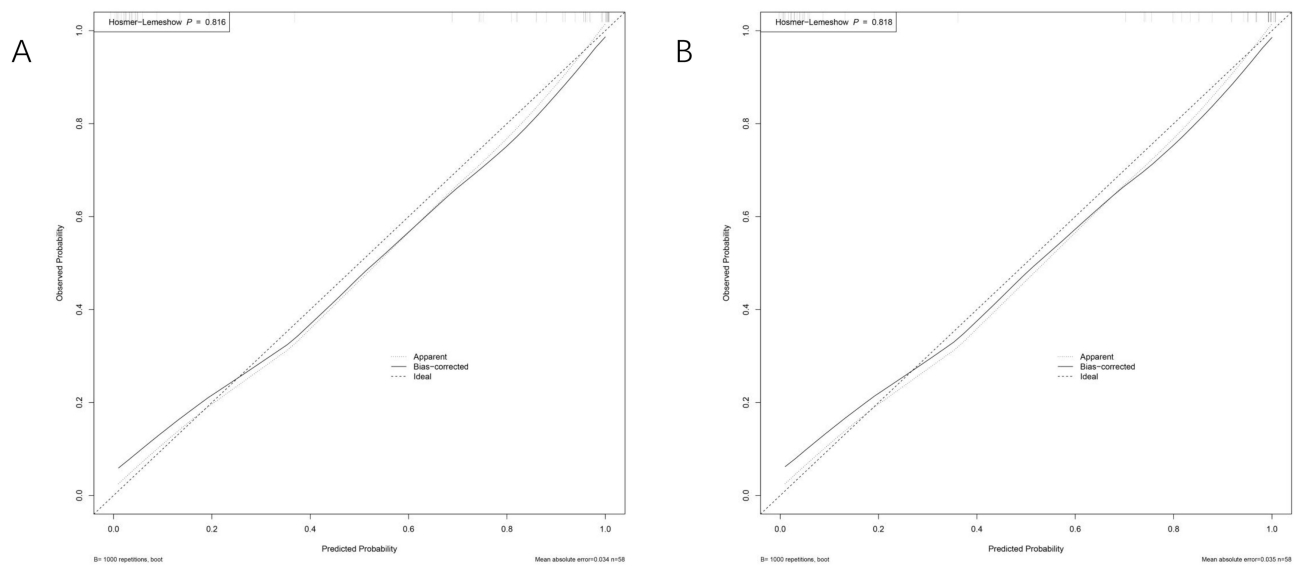 A
Hosmer−Lemeshow P = 0.816
Observed Probability
1.0
0.8
0.6
0.4
0.2
0.0
Apparent
Bias−corrected
Ideal
0.0 0.2 0.4 0.6 0.8 1.0
Predicted Probability
B= 1000 repetitions, boot
Mean absolute error=0.034 n=58
B
Hosmer−Lemeshow P = 0.818
Observed Probability
1.0
0.8
0.6
0.4
0.2
0.0
Apparent
Bias−corrected
Ideal
0.0 0.2 0.4 0.6 0.8 1.0
Predicted Probability
B= 1000 repetitions, boot
Mean absolute error=0.035 n=58